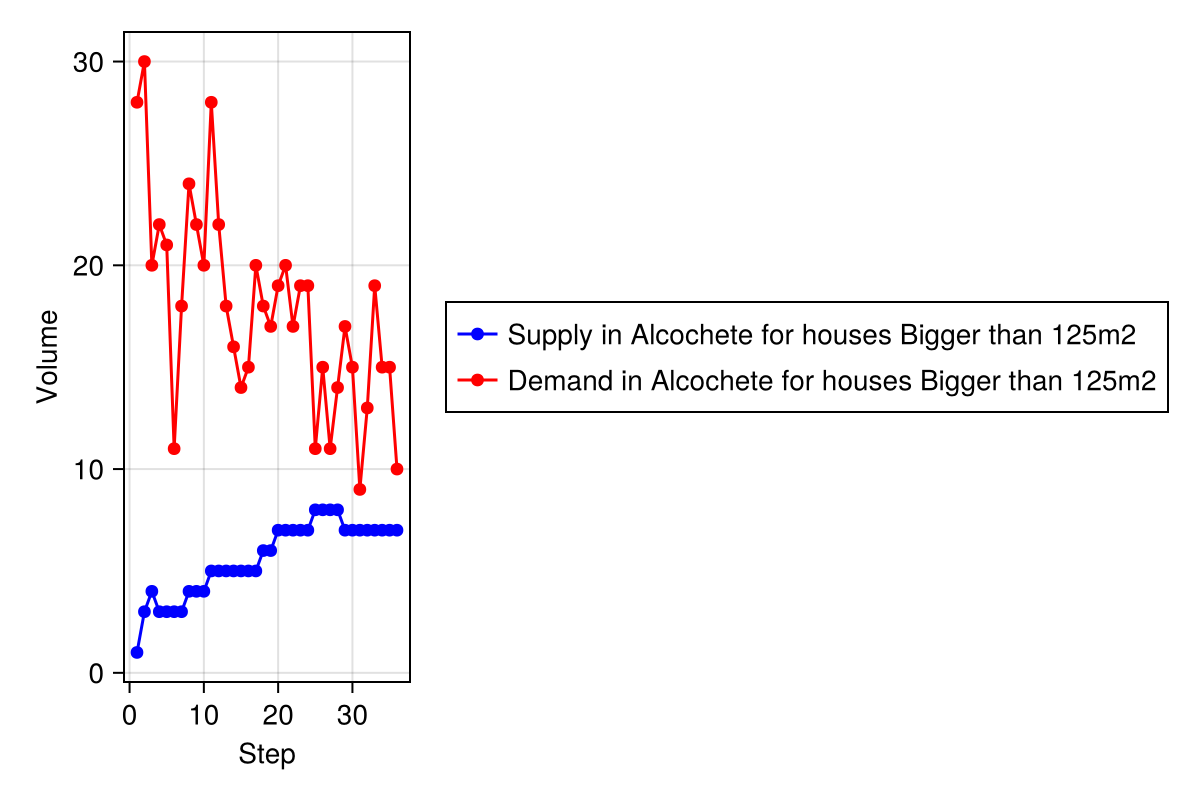 30
20
10
0
Volume
0 10 20 30
Step
Supply in Alcochete for houses Bigger than 125m2
Demand in Alcochete for houses Bigger than 125m2